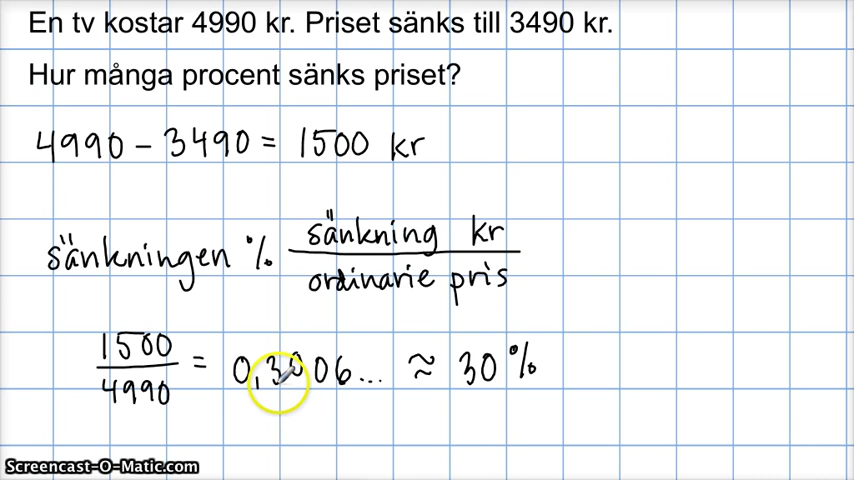 En tv kostar 4990 kr. Priset sänks till 3490 kr.
Hur många procent sänks priset?
4990 - 3490 = 1500 kr
sänkningen % sänkning kr
ordinarie pris
1500
4990 = 0,3006... ≈ 30 %
Screencast-O-Matic.com